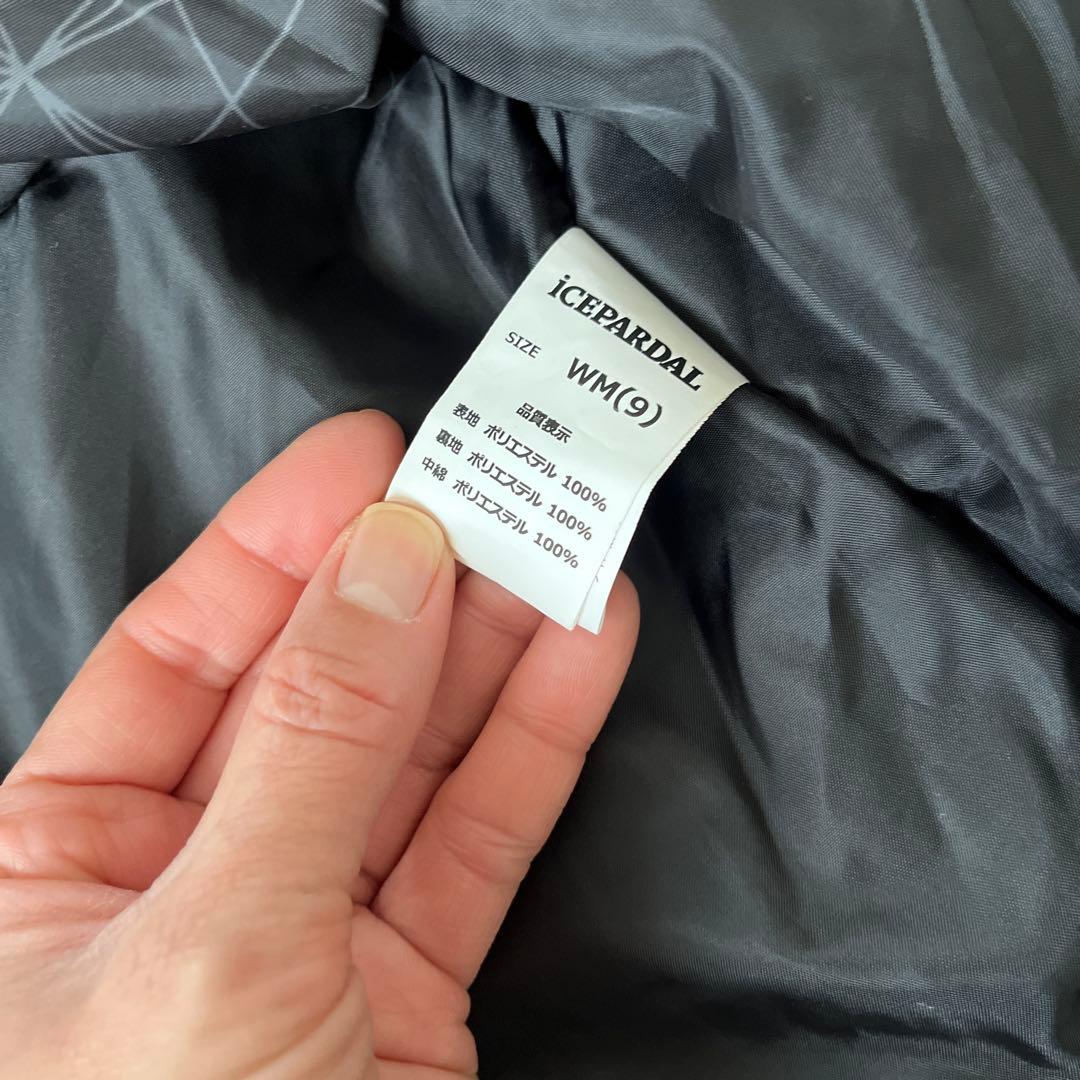 iCEPARDAL
SIZE WM(9)
品質表示
表地 ポリエステル 100%
裏地 ポリエステル 100%
中綿 ポリエステル 100%